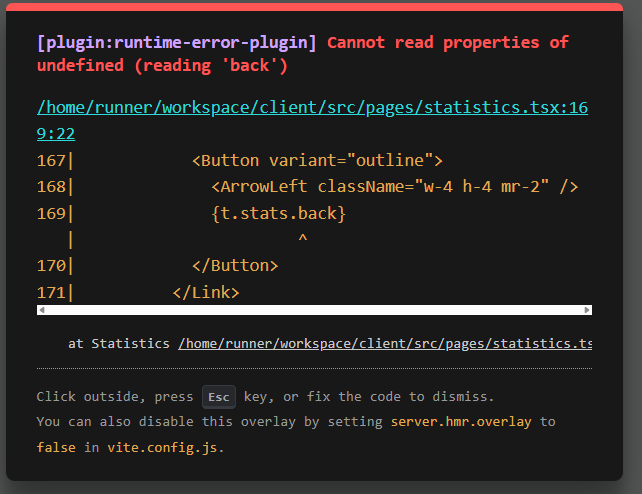 [plugin:runtime-error-plugin] Cannot read properties of
undefined (reading 'back')
/home/runner/workspace/client/src/pages/statistics.tsx:16
9:22
167|            <Button variant="outline">
168|              <ArrowLeft className="w-4 h-4 mr-2" />
169|              {t.stats.back}
   |                       ^
170|            </Button>
171|          </Link>
at Statistics /home/runner/workspace/client/src/pages/statistics.ts
Click outside, press Esc key, or fix the code to dismiss.
You can also disable this overlay by setting server.hmr.overlay to
false in vite.config.js.